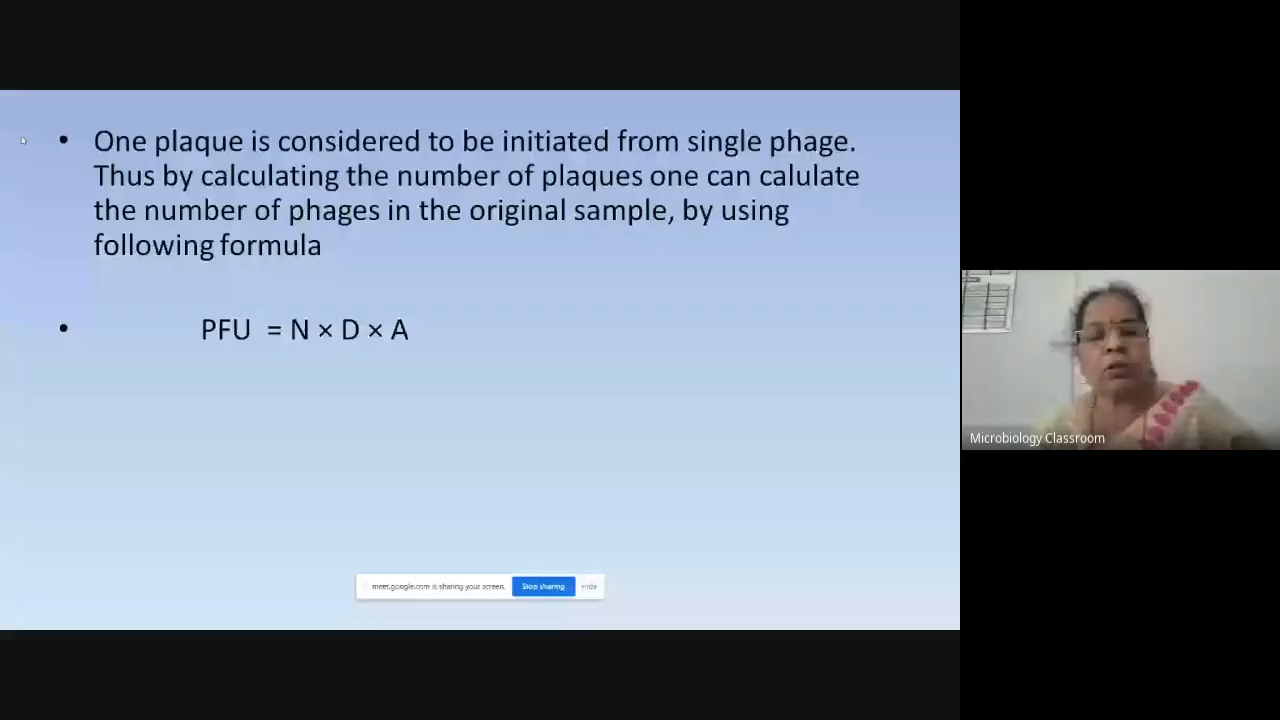 • One plaque is considered to be initiated from single phage.
Thus by calculating the number of plaques one can calulate
the number of phages in the original sample, by using
following formula
• PFU = N × D × A
meet.google.com is sharing your screen. Stop sharing Hide
Microbiology Classroom